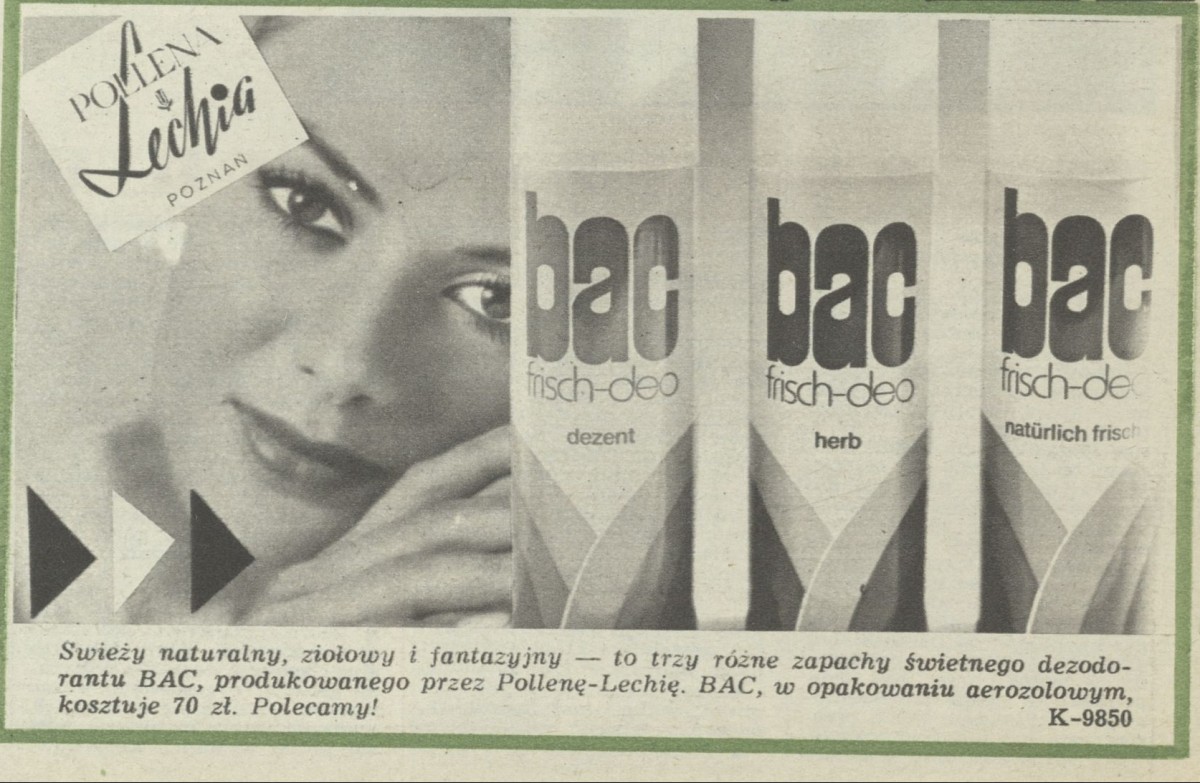 POLLENA
Lechia
POZNAŃ
bac
frisch-deo
dezent
bac
frisch-deo
herb
bac
frisch-deo
natürlich frisch
Swieży naturalny, ziołowy i fantazyjny — to trzy różne zapachy świetnego dezodo-
rantu BAC, produkowanego przez Pollenę-Lechię. BAC, w opakowaniu aerozolowym,
kosztuje 70 zł. Polecamy!
K-9850